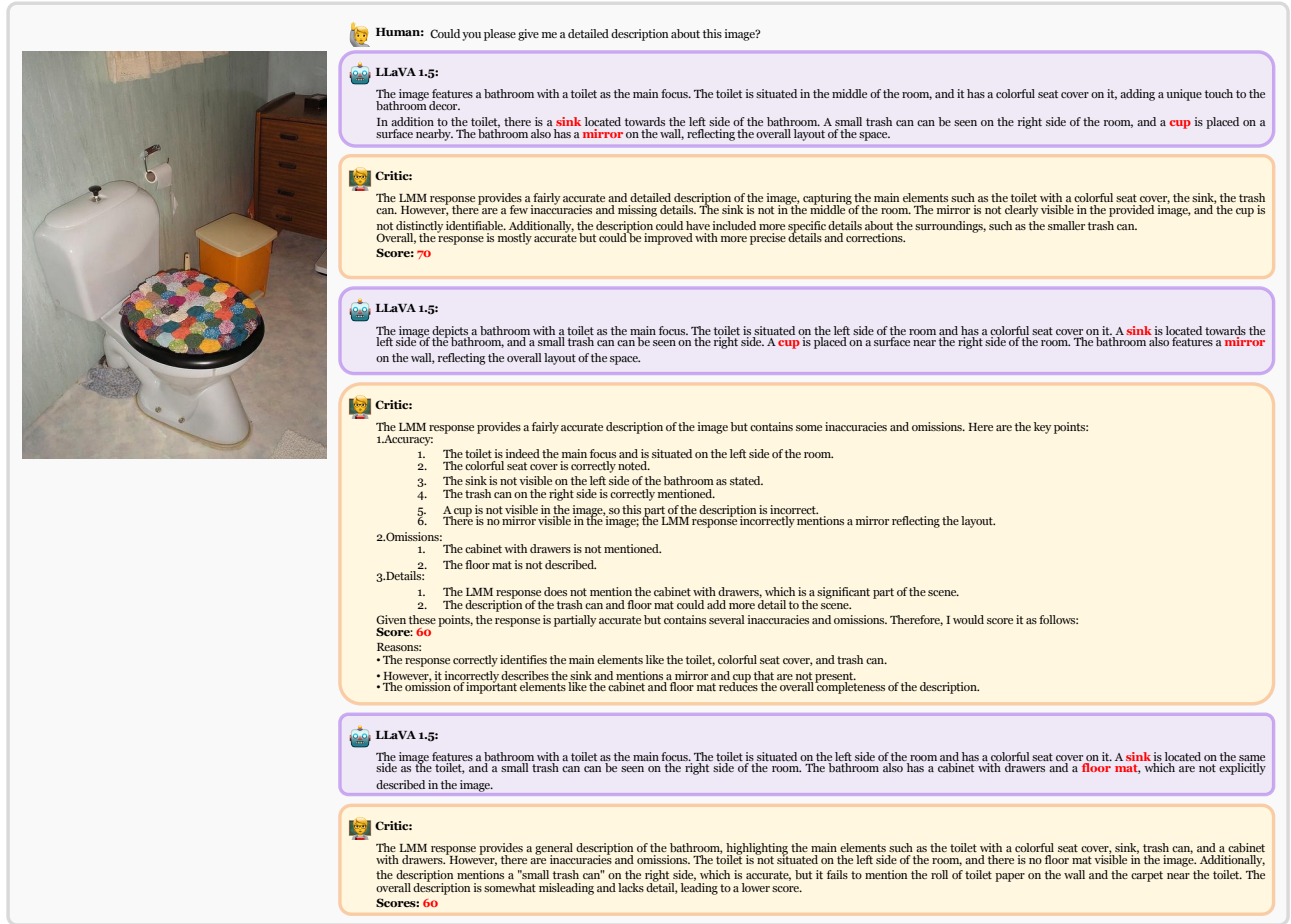 Human: Could you please give me a detailed description about this image?
LLaVA 1.5:
The image features a bathroom with a toilet as the main focus. The toilet is situated in the middle of the room, and it has a colorful seat cover on it, adding a unique touch to the
bathroom decor.
In addition to the toilet, there is a sink located towards the left side of the bathroom. A small trash can can be seen on the right side of the room, and a cup is placed on a
surface nearby. The bathroom also has a mirror on the wall, reflecting the overall layout of the space.
Critic:
The LMM response provides a fairly accurate and detailed description of the image, capturing the main elements such as the toilet with a colorful seat cover, the sink, the trash
can. However, there are a few inaccuracies and missing details. The sink is not in the middle of the room. The mirror is not clearly visible in the provided image, and the cup is
not distinctly identifiable. Additionally, the description could have included more specific details about the surroundings, such as the smaller trash can.
Overall, the response is mostly accurate but could be improved with more precise details and corrections.
Score: 70
LLaVA 1.5:
The image depicts a bathroom with a toilet as the main focus. The toilet is situated on the left side of the room and has a colorful seat cover on it. A sink is located towards the
left side of the bathroom, and a small trash can can be seen on the right side. A cup is placed on a surface near the right side of the room. The bathroom also features a mirror
on the wall, reflecting the overall layout of the space.
Critic:
The LMM response provides a fairly accurate description of the image but contains some inaccuracies and omissions. Here are the key points:
1.Accuracy:
1. The toilet is indeed the main focus and is situated on the left side of the room.
2. The colorful seat cover is correctly noted.
3. The sink is not visible on the left side of the bathroom as stated.
4. The trash can on the right side is correctly mentioned.
5. A cup is not visible in the image, so this part of the description is incorrect.
6. There is no mirror visible in the image; the LMM response incorrectly mentions a mirror reflecting the layout.
2.Omissions:
1. The cabinet with drawers is not mentioned.
2. The floor mat is not described.
3.Details:
1. The LMM response does not mention the cabinet with drawers, which is a significant part of the scene.
2. The description of the trash can and floor mat could add more detail to the scene.
Given these points, the response is partially accurate but contains several inaccuracies and omissions. Therefore, I would score it as follows:
Score: 60
Reasons:
• The response correctly identifies the main elements like the toilet, colorful seat cover, and trash can.
• However, it incorrectly describes the sink and mentions a mirror and cup that are not present.
• The omission of important elements like the cabinet and floor mat reduces the overall completeness of the description.
LLaVA 1.5:
The image features a bathroom with a toilet as the main focus. The toilet is situated on the left side of the room and has a colorful seat cover on it. A sink is located on the same
side as the toilet, and a small trash can can be seen on the right side of the room. The bathroom also has a cabinet with drawers and a floor mat, which are not explicitly
described in the image.
Critic:
The LMM response provides a general description of the bathroom, highlighting the main elements such as the toilet with a colorful seat cover, sink, trash can, and a cabinet
with drawers. However, there are inaccuracies and omissions. The toilet is not situated on the left side of the room, and there is no floor mat visible in the image. Additionally,
the description mentions a "small trash can" on the right side, which is accurate, but it fails to mention the roll of toilet paper on the wall and the carpet near the toilet. The
overall description is somewhat misleading and lacks detail, leading to a lower score.
Scores: 60